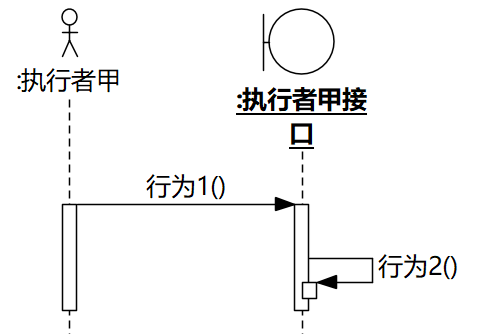 :执行者甲
:执行者甲接
口
行为1()
行为2()